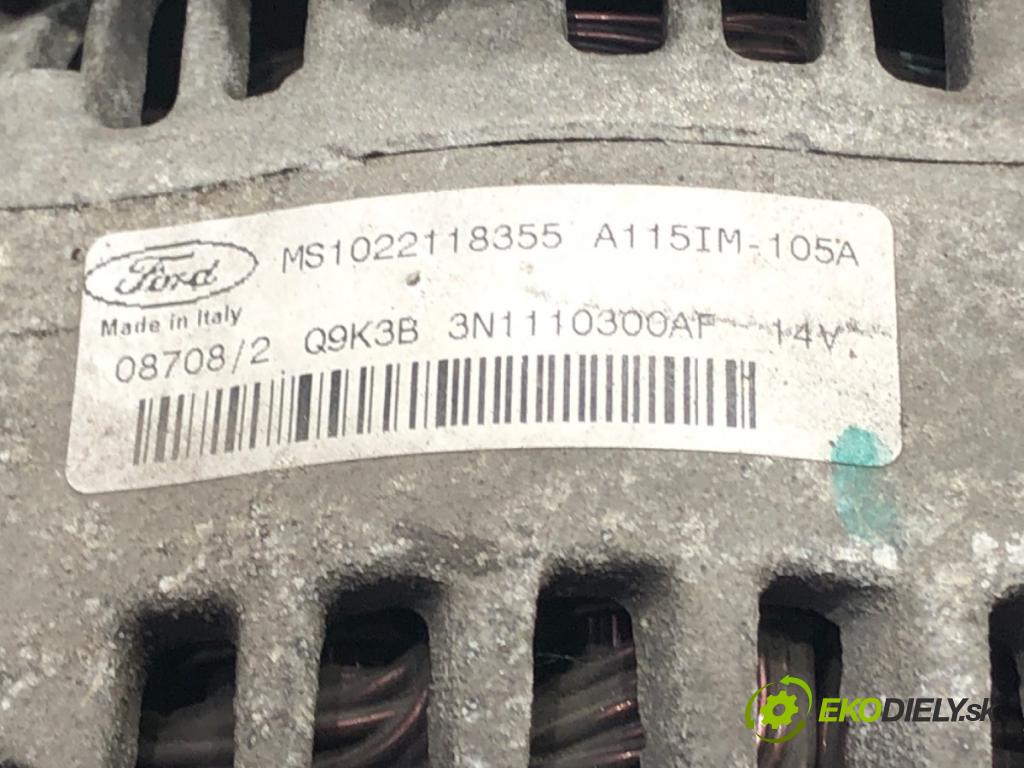 Ford MS1022118355 A115IM-105A
Made in Italy
08708/2 Q9K3B 3N1110300AF 14V
EKODIELY.sk